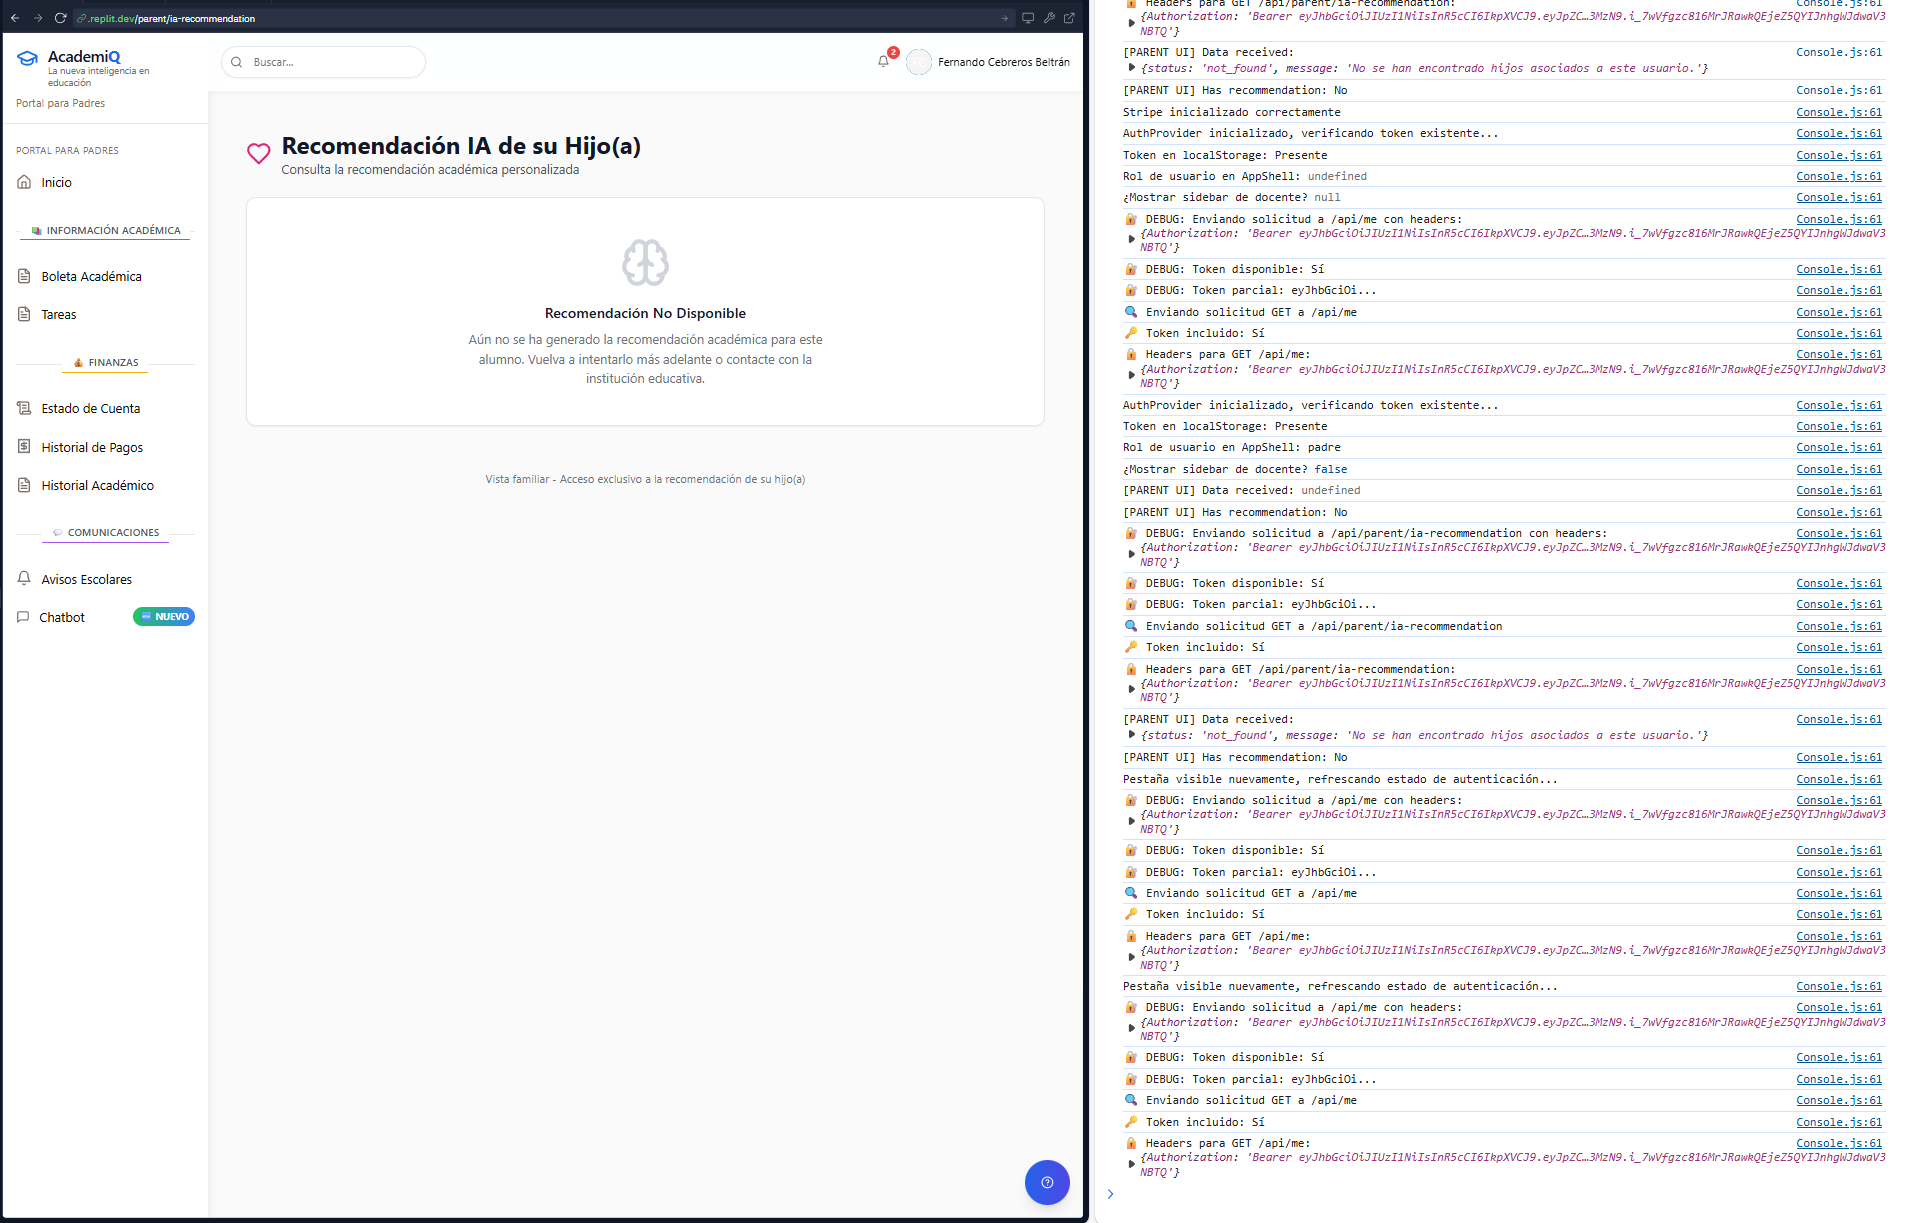 .replit.dev/parent/ia-recommendation
AcademiQ
La nueva inteligencia en
educación
Portal para Padres
Buscar...
2
FC
Fernando Cebreros Beltrán
PORTAL PARA PADRES
Inicio
INFORMACIÓN ACADÉMICA
Boleta Académica
Tareas
FINANZAS
Estado de Cuenta
Historial de Pagos
Historial Académico
COMUNICACIONES
Avisos Escolares
Chatbot
NUEVO
Recomendación IA de su Hijo(a)
Consulta la recomendación académica personalizada
Recomendación No Disponible
Aún no se ha generado la recomendación académica para este
alumno. Vuelva a intentarlo más adelante o contacte con la
institución educativa.
Vista familiar - Acceso exclusivo a la recomendación de su hijo(a)
Headers para GET /api/parent/ia-recommendation: Console.js:61
{Authorization: 'Bearer eyJhbGciOiJIUzI1NiIsInR5cCI6IkpXVCJ9.eyJpZC…3MzN9.i_7wVfgzc816MrJRawkQEjeZ5QYIJnhgWJdwaV3
NBTQ'}
[PARENT UI] Data received: Console.js:61
{status: 'not_found', message: 'No se han encontrado hijos asociados a este usuario.'}
[PARENT UI] Has recommendation: No Console.js:61
Stripe inicializado correctamente Console.js:61
AuthProvider inicializado, verificando token existente... Console.js:61
Token en localStorage: Presente Console.js:61
Rol de usuario en AppShell: undefined Console.js:61
¿Mostrar sidebar de docente? null Console.js:61
DEBUG: Enviando solicitud a /api/me con headers: Console.js:61
{Authorization: 'Bearer eyJhbGciOiJIUzI1NiIsInR5cCI6IkpXVCJ9.eyJpZC…3MzN9.i_7wVfgzc816MrJRawkQEjeZ5QYIJnhgWJdwaV3
NBTQ'}
DEBUG: Token disponible: Sí Console.js:61
DEBUG: Token parcial: eyJhbGciOi... Console.js:61
Enviando solicitud GET a /api/me Console.js:61
Token incluido: Sí Console.js:61
Headers para GET /api/me: Console.js:61
{Authorization: 'Bearer eyJhbGciOiJIUzI1NiIsInR5cCI6IkpXVCJ9.eyJpZC…3MzN9.i_7wVfgzc816MrJRawkQEjeZ5QYIJnhgWJdwaV3
NBTQ'}
AuthProvider inicializado, verificando token existente... Console.js:61
Token en localStorage: Presente Console.js:61
Rol de usuario en AppShell: padre Console.js:61
¿Mostrar sidebar de docente? false Console.js:61
[PARENT UI] Data received: undefined Console.js:61
[PARENT UI] Has recommendation: No Console.js:61
DEBUG: Enviando solicitud a /api/parent/ia-recommendation con headers: Console.js:61
{Authorization: 'Bearer eyJhbGciOiJIUzI1NiIsInR5cCI6IkpXVCJ9.eyJpZC…3MzN9.i_7wVfgzc816MrJRawkQEjeZ5QYIJnhgWJdwaV3
NBTQ'}
DEBUG: Token disponible: Sí Console.js:61
DEBUG: Token parcial: eyJhbGciOi... Console.js:61
Enviando solicitud GET a /api/parent/ia-recommendation Console.js:61
Token incluido: Sí Console.js:61
Headers para GET /api/parent/ia-recommendation: Console.js:61
{Authorization: 'Bearer eyJhbGciOiJIUzI1NiIsInR5cCI6IkpXVCJ9.eyJpZC…3MzN9.i_7wVfgzc816MrJRawkQEjeZ5QYIJnhgWJdwaV3
NBTQ'}
[PARENT UI] Data received: Console.js:61
{status: 'not_found', message: 'No se han encontrado hijos asociados a este usuario.'}
[PARENT UI] Has recommendation: No Console.js:61
Pestaña visible nuevamente, refrescando estado de autenticación... Console.js:61
DEBUG: Enviando solicitud a /api/me con headers: Console.js:61
{Authorization: 'Bearer eyJhbGciOiJIUzI1NiIsInR5cCI6IkpXVCJ9.eyJpZC…3MzN9.i_7wVfgzc816MrJRawkQEjeZ5QYIJnhgWJdwaV3
NBTQ'}
DEBUG: Token disponible: Sí Console.js:61
DEBUG: Token parcial: eyJhbGciOi... Console.js:61
Enviando solicitud GET a /api/me Console.js:61
Token incluido: Sí Console.js:61
Headers para GET /api/me: Console.js:61
{Authorization: 'Bearer eyJhbGciOiJIUzI1NiIsInR5cCI6IkpXVCJ9.eyJpZC…3MzN9.i_7wVfgzc816MrJRawkQEjeZ5QYIJnhgWJdwaV3
NBTQ'}
Pestaña visible nuevamente, refrescando estado de autenticación... Console.js:61
DEBUG: Enviando solicitud a /api/me con headers: Console.js:61
{Authorization: 'Bearer eyJhbGciOiJIUzI1NiIsInR5cCI6IkpXVCJ9.eyJpZC…3MzN9.i_7wVfgzc816MrJRawkQEjeZ5QYIJnhgWJdwaV3
NBTQ'}
DEBUG: Token disponible: Sí Console.js:61
DEBUG: Token parcial: eyJhbGciOi... Console.js:61
Enviando solicitud GET a /api/me Console.js:61
Token incluido: Sí Console.js:61
Headers para GET /api/me: Console.js:61
{Authorization: 'Bearer eyJhbGciOiJIUzI1NiIsInR5cCI6IkpXVCJ9.eyJpZC…3MzN9.i_7wVfgzc816MrJRawkQEjeZ5QYIJnhgWJdwaV3
NBTQ'}